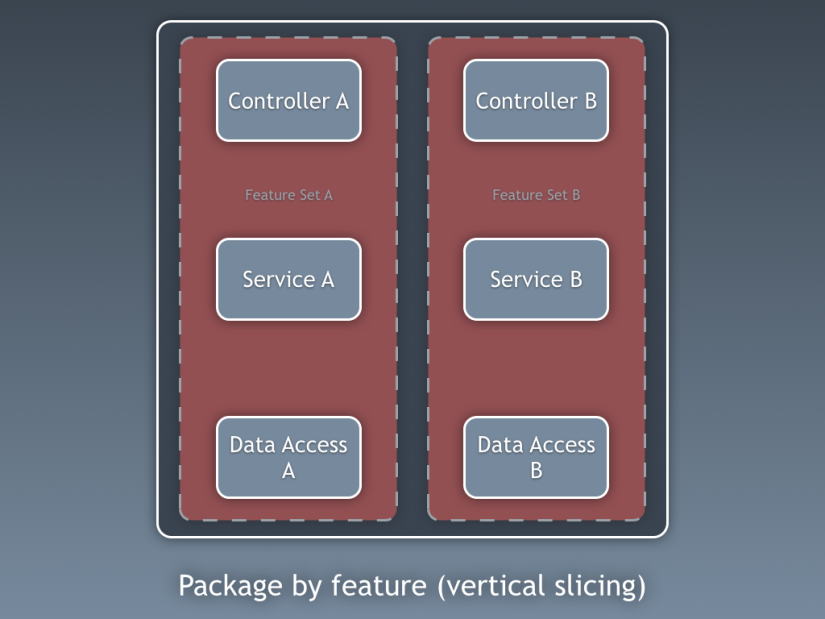 Controller A
Controller B
Feature Set A
Feature Set B
Service A
Service B
Data Access
A
Data Access
B
Package by feature (vertical slicing)